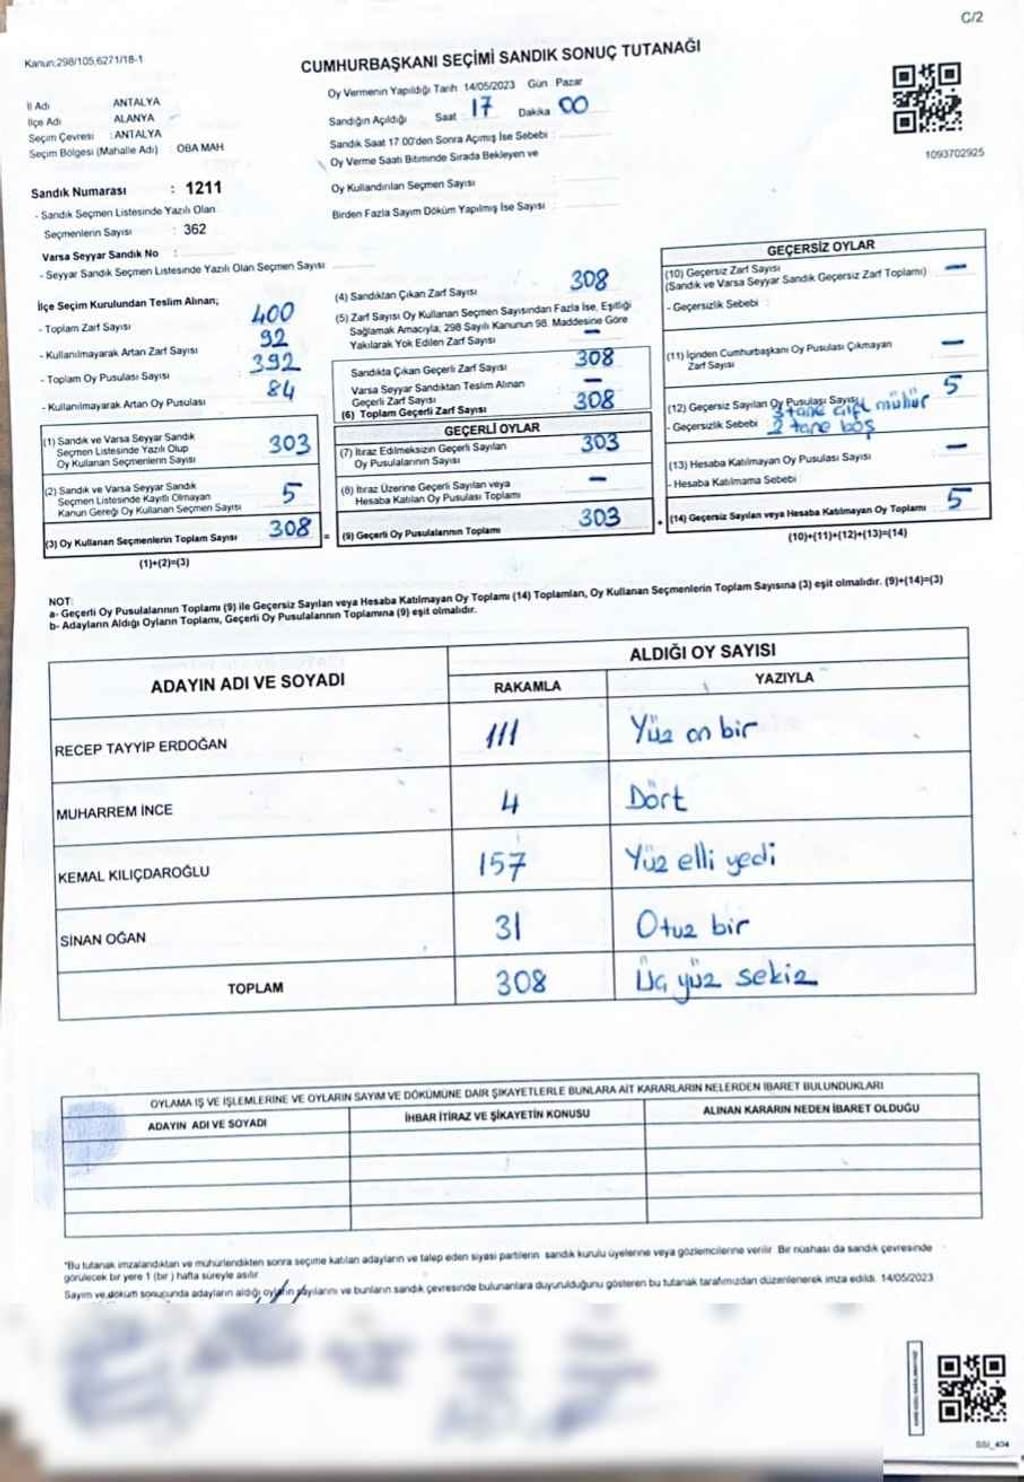 C/2
Kanun:298/105,6271/18-1
CUMHURBAŞKANI SEÇİMİ SANDIK SONUÇ TUTANAĞI
İl Adı ANTALYA
İlçe Adı ALANYA
Seçim Çevresi : ANTALYA
Seçim Bölgesi (Mahalle Adı) : OBA MAH
Oy Vermenin Yapıldığı Tarih 14/05/2023 Gün Pazar
Sandığın Açıldığı Saat 17 Dakika 00
Sandık Saat 17.00'den Sonra Açımış İse Sebebi :
Oy Verme Saati Bitiminde Sırada Bekleyen ve
Oy Kullandırılan Seçmen Sayısı :
Birden Fazla Sayım Döküm Yapılmış İse Sayısı :
1093702925
Sandık Numarası : 1211
- Sandık Seçmen Listesinde Yazılı Olan
Seçmenlerin Sayısı : 362
Varsa Seyyar Sandık No :
- Seyyar Sandık Seçmen Listesinde Yazılı Olan Seçmen Sayısı
İlçe Seçim Kurulundan Teslim Alınan;
- Toplam Zarf Sayısı 400
- Kullanılmayarak Artan Zarf Sayısı 92
- Toplam Oy Pusulası Sayısı 392
- Kullanılmayarak Artan Oy Pusulası 84
(1) Sandık ve Varsa Seyyar Sandık
Seçmen Listesinde Yazılı Olup
Oy Kullanan Seçmenlerin Sayısı 303
(2) Sandık ve Varsa Seyyar Sandık
Seçmen Listesinde Kayıtlı Olmayan
Kanun Gereği Oy Kullanan Seçmen Sayısı 5
(3) Oy Kullanan Seçmenlerin Toplam Sayısı 308
(1)+(2)=(3)
(4) Sandıktan Çıkan Zarf Sayısı 308
(5) Zarf Sayısı Oy Kullanan Seçmen Sayısından Fazla İse, Eşitliği
Sağlamak Amacıyla; 298 Sayılı Kanunun 98. Maddesine Göre
Yakılarak Yok Edilen Zarf Sayısı –
Sandıkta Çıkan Geçerli Zarf Sayısı 308
Varsa Seyyar Sandıktan Teslim Alınan
Geçerli Zarf Sayısı –
(6) Toplam Geçerli Zarf Sayısı 308
GEÇERLİ OYLAR
(7) İtiraz Edilmeksizin Geçerli Sayılan
Oy Pusulalarının Sayısı 303
(8) İtiraz Üzerine Geçerli Sayılan veya
Hesaba Katılan Oy Pusulası Toplamı –
= (9) Geçerli Oy Pusulalarının Toplamı 303
GEÇERSİZ OYLAR
(10) Geçersiz Zarf Sayısı –
(Sandık ve Varsa Seyyar Sandık Geçersiz Zarf Toplamı)
- Geçersizlik Sebebi :
(11) İçinden Cumhurbaşkanı Oy Pusulası Çıkmayan –
Zarf Sayısı
(12) Geçersiz Sayılan Oy Pusulası Sayısı 5
- Geçersizlik Sebebi 3 tane çift mühür
2 tane boş
(13) Hesaba Katılmayan Oy Pusulası Sayısı –
- Hesaba Katılmama Sebebi :
+ (14) Geçersiz Sayılan veya Hesaba Katılmayan Oy Toplamı 5
(10)+(11)+(12)+(13)=(14)
NOT:
a- Geçerli Oy Pusulalarının Toplamı (9) ile Geçersiz Sayılan veya Hesaba Katılmayan Oy Toplamı (14) Toplamları, Oy Kullanan Seçmenlerin Toplam Sayısına (3) eşit olmalıdır. (9)+(14)=(3)
b- Adayların Aldığı Oyların Toplamı, Geçerli Oy Pusulalarının Toplamına (9) eşit olmalıdır.
ADAYIN ADI VE SOYADI
ALDIĞI OY SAYISI
RAKAMLA YAZIYLA
RECEP TAYYİP ERDOĞAN 111 Yüz on bir
MUHARREM İNCE 4 Dört
KEMAL KILIÇDAROĞLU 157 Yüz elli yedi
SİNAN OĞAN 31 Otuz bir
TOPLAM 308 Üç yüz sekiz
OYLAMA İŞ VE İŞLEMLERİNE VE OYLARIN SAYIM VE DÖKÜMÜNE DAİR ŞİKAYETLERLE BUNLARA AİT KARARLARIN NELERDEN İBARET BULUNDUKLARI
ADAYIN ADI VE SOYADI İHBAR İTİRAZ VE ŞİKAYETİN KONUSU ALINAN KARARIN NEDEN İBARET OLDUĞU
*Bu tutanak imzalandıktan ve mühürlendikten sonra seçime katılan adayların ve talep eden siyasi partilerin sandık kurulu üyelerine veya gözlemcilerine verilir. Bir nüshası da sandık çevresinde
görülecek bir yere 1 (bir) hafta süreyle asılır.
Sayım ve döküm sonucunda adayların aldığı oyların sayılarını ve bunların sandık çevresinde bulunanlara duyurulduğunu gösteren bu tutanak tarafımızdan düzenlenerek imza edildi. 14/05/2023